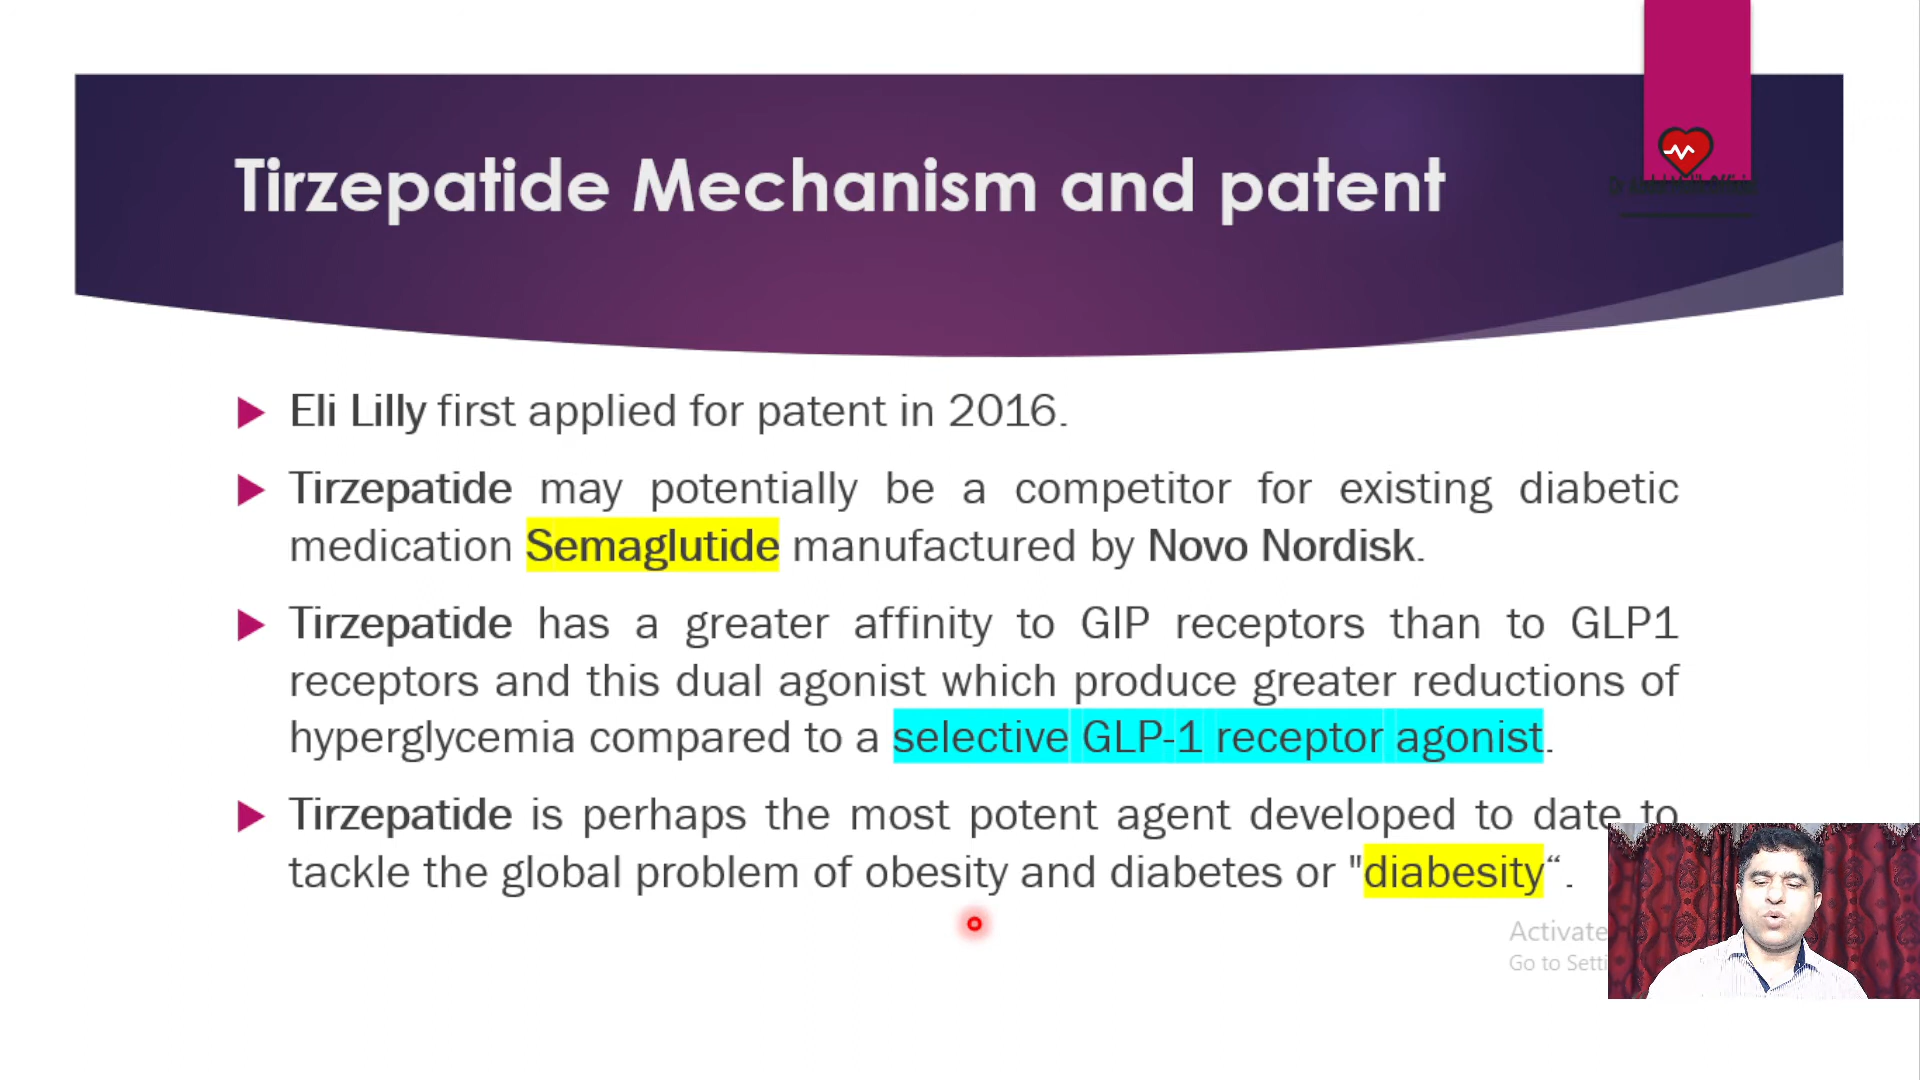 Tirzepatide Mechanism and patent
Eli Lilly first applied for patent in 2016.
Tirzepatide may potentially be a competitor for existing diabetic
medication Semaglutide manufactured by Novo Nordisk.
Tirzepatide has a greater affinity to GIP receptors than to GLP1
receptors and this dual agonist which produce greater reductions of
hyperglycemia compared to a selective GLP-1 receptor agonist.
Tirzepatide is perhaps the most potent agent developed to date to
tackle the global problem of obesity and diabetes or "diabesity“.
Activate
Go to